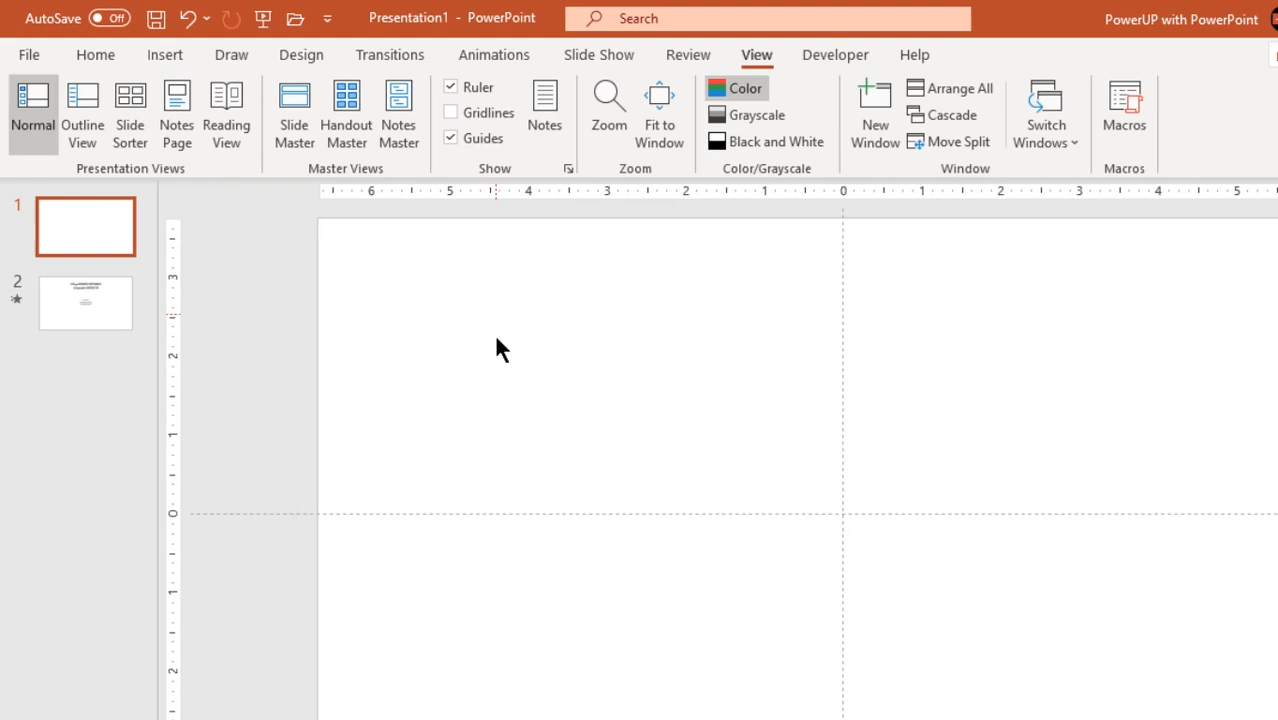 AutoSave Off Presentation1 - PowerPoint Search PowerUP with PowerPoint
File Home Insert Draw Design Transitions Animations Slide Show Review View Developer Help
Normal Outline View Slide Sorter Notes Page Reading View
Presentation Views
Slide Master Handout Master Notes Master
Master Views
Ruler
Gridlines
Guides
Notes
Show
Zoom Fit to Window
Zoom
Color
Grayscale
Black and White
Color/Grayscale
New Window
Arrange All
Cascade
Move Split
Switch Windows
Window
Macros
Macros
6 5 4 3 2 1 0 1 2 3 4 5
3
2
1
0
1
2
1
2